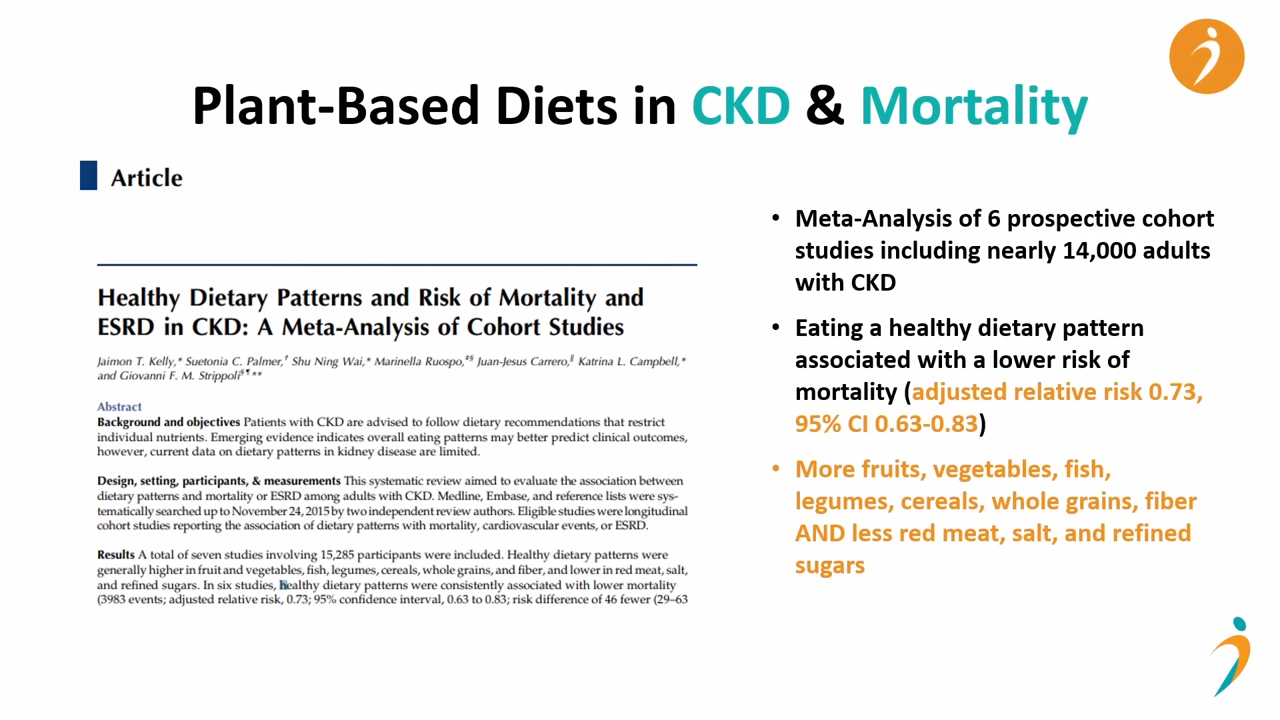 Plant-Based Diets in CKD & Mortality
Article
Healthy Dietary Patterns and Risk of Mortality and
ESRD in CKD: A Meta-Analysis of Cohort Studies
Jaimon T. Kelly,* Suetonia C. Palmer,† Shu Ning Wai,* Marinella Ruospo,‡§ Juan-Jesus Carrero,∥ Katrina L. Campbell,*
and Giovanni F. M. Strippoli§¶**
Abstract
Background and objectives Patients with CKD are advised to follow dietary recommendations that restrict
individual nutrients. Emerging evidence indicates overall eating patterns may better predict clinical outcomes,
however, current data on dietary patterns in kidney disease are limited.
Design, setting, participants, & measurements This systematic review aimed to evaluate the association between
dietary patterns and mortality or ESRD among adults with CKD. Medline, Embase, and reference lists were sys-
tematically searched up to November 24, 2015 by two independent review authors. Eligible studies were longitudinal
cohort studies reporting the association of dietary patterns with mortality, cardiovascular events, or ESRD.
Results A total of seven studies involving 15,285 participants were included. Healthy dietary patterns were
generally higher in fruit and vegetables, fish, legumes, cereals, whole grains, and fiber, and lower in red meat, salt,
and refined sugars. In six studies, healthy dietary patterns were consistently associated with lower mortality
(3983 events; adjusted relative risk, 0.73; 95% confidence interval, 0.63 to 0.83; risk difference of 46 fewer (29–63
• Meta-Analysis of 6 prospective cohort
studies including nearly 14,000 adults
with CKD
• Eating a healthy dietary pattern
associated with a lower risk of
mortality (adjusted relative risk 0.73,
95% CI 0.63-0.83)
• More fruits, vegetables, fish,
legumes, cereals, whole grains, fiber
AND less red meat, salt, and refined
sugars